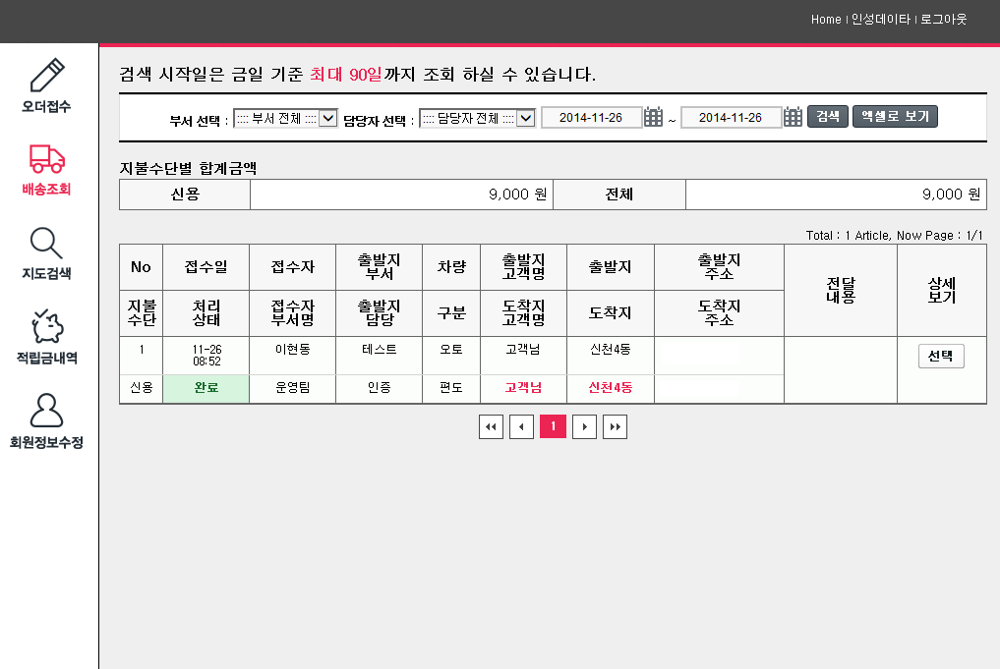 Home | 인성데이타 | 로그아웃
오더접수
배송조회
지도검색
적립금내역
회원정보수정
검색 시작일은 금일 기준 최대 90일까지 조회 하실 수 있습니다.
부서 선택 : :::: 부서 전체 :::: 담당자 선택 : :::: 담당자 전체 :::: 2014-11-26 ~ 2014-11-26 검색 엑셀로 보기
지불수단별 합계금액
신용 9,000 원 전체 9,000 원
Total : 1 Article, Now Page : 1/1
No 접수일 접수자 출발지 부서 차량 출발지 고객명 출발지 출발지 주소 전달 내용 상세 보기
지불 수단 처리 상태 접수자 부서명 출발지 담당 구분 도착지 고객명 도착지 도착지 주소
1 11-26 08:52 이현동 테스트 오토 고객님 신천4동 선택
신용 완료 운영팀 인증 편도 고객님 신천4동
1